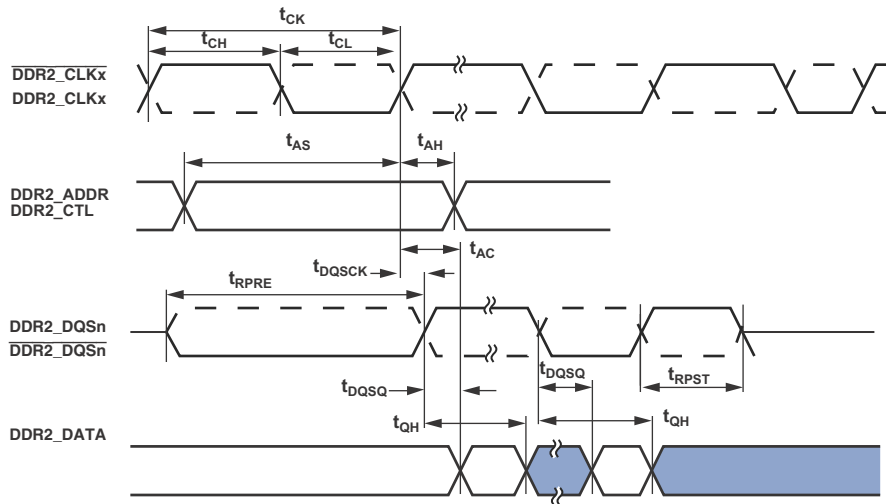 tCK
tCH
tCL
DDR2_CLKx
DDR2_CLKx
tAS
tAH
DDR2_ADDR
DDR2_CTL
tAC
tDQSCK
tRPRE
DDR2_DQSn
DDR2_DQSn
tDQSQ
tDQSQ
tRPST
tQH
tQH
DDR2_DATA